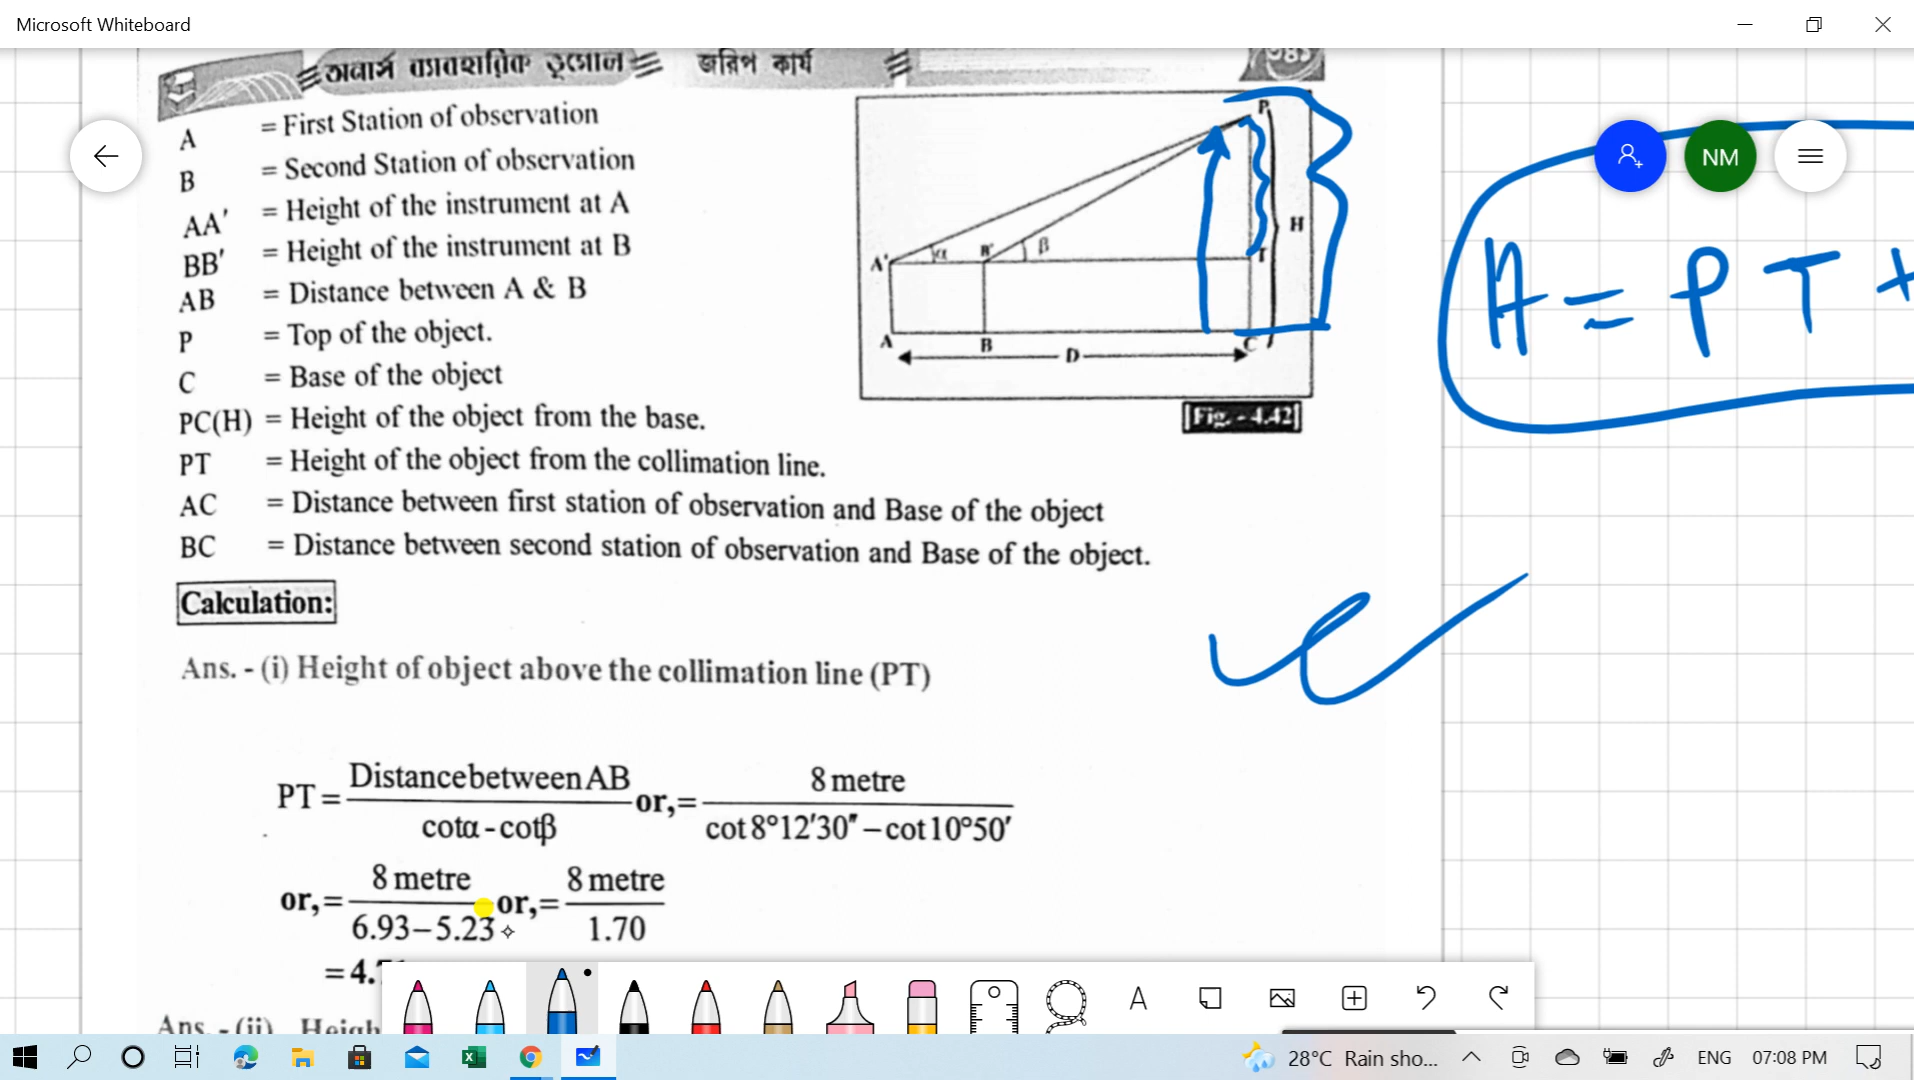 Microsoft Whiteboard
অনার্স ব্যবহারিক ভূগোল জরিপ কার্য
A = First Station of observation
B = Second Station of observation
AA′ = Height of the instrument at A
BB′ = Height of the instrument at B
AB = Distance between A & B
P = Top of the object.
C = Base of the object
PC(H) = Height of the object from the base.
PT = Height of the object from the collimation line.
AC = Distance between first station of observation and Base of the object
BC = Distance between second station of observation and Base of the object.
P
H
A' α B' β T
A B C
D
Fig. - 4.42
NM
H = PT +
Calculation:
Ans. - (i) Height of object above the collimation line (PT)
PT = Distance between AB / cotα - cotβ or, = 8 metre / cot 8°12′30″ – cot 10°50′
or, = 8 metre / 6.93 – 5.23 or, = 8 metre / 1.70
= 4.
Ans. - (ii) Heigh
A
28°C Rain sho... ENG 07:08 PM